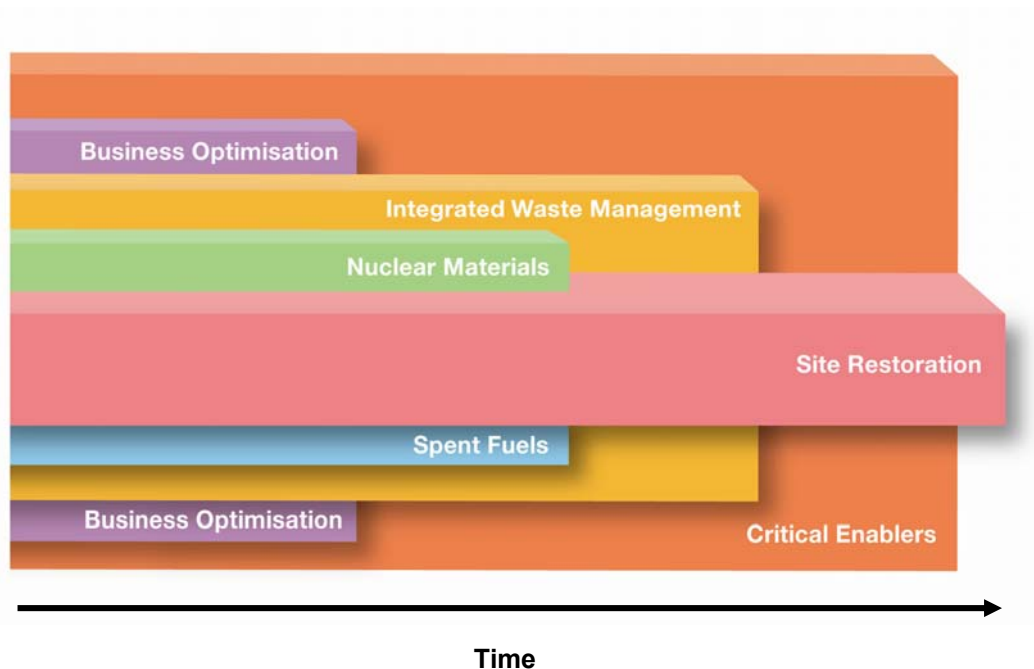 Business Optimisation
Integrated Waste Management
Nuclear Materials
Site Restoration
Spent Fuels
Business Optimisation
Critical Enablers
Time